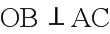 OB ⊥ AC